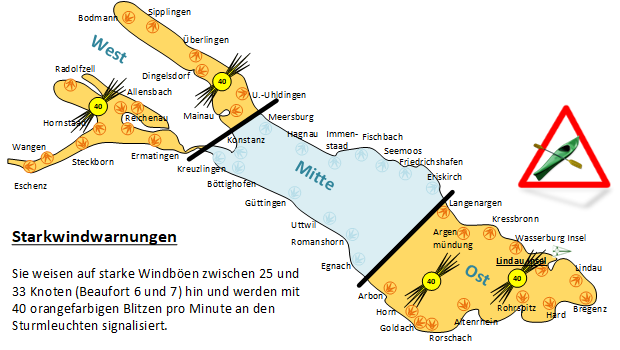 Bodmann
Sipplingen
Überlingen
West
Radolfzell
Dingelsdorf
40
Allensbach
U.-Uhldingen
40
Mainau
Meersburg
Hornstaad
Reichenau
Hagnau
Immen-
staad
Fischbach
Konstanz
Seemoos
Wangen
Ermatingen
Friedrichshafen
Steckborn
Kreuzlingen
Mitte
Eriskirch
Eschenz
Böttighofen
Güttingen
Langenargen
Kressbronn
Uttwil
Argen
mündung
Wasserburg Insel
Romanshorn
Lindau Insel
Egnach
Ost
Lindau
40
40
Arbon
Rohrspitz
Bregenz
Horn
Hard
Altenrhein
Goldach
Rorschach
Starkwindwarnungen
Sie weisen auf starke Windböen zwischen 25 und
33 Knoten (Beaufort 6 und 7) hin und werden mit
40 orangefarbigen Blitzen pro Minute an den
Sturmleuchten signalisiert.